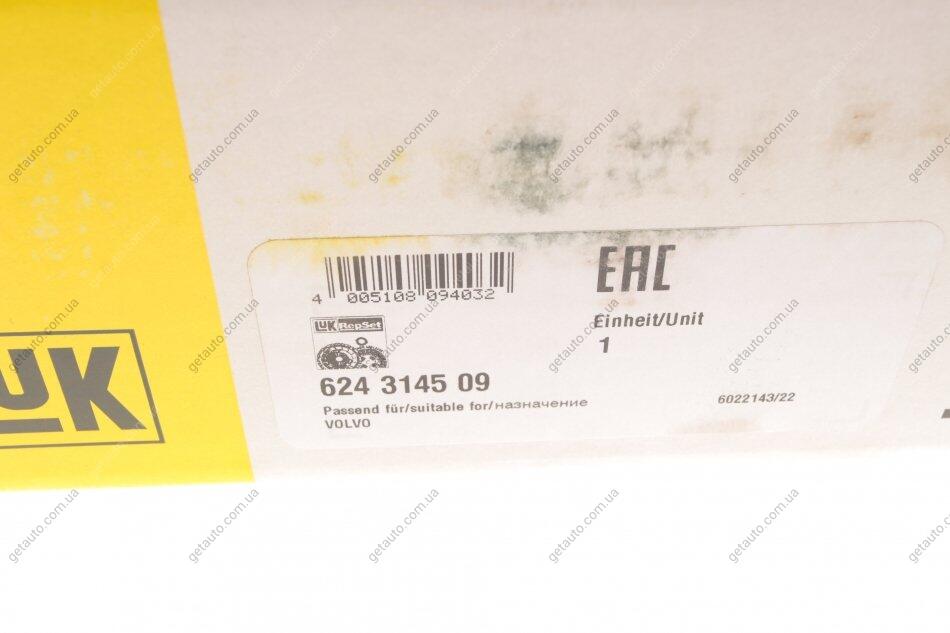 LUK
4 005108 094032
EAC
LUK RepSet
Einheit/Unit
1
624 3145 09
Passend für/suitable for/назначение
VOLVO
6022143/22
getauto.com.ua